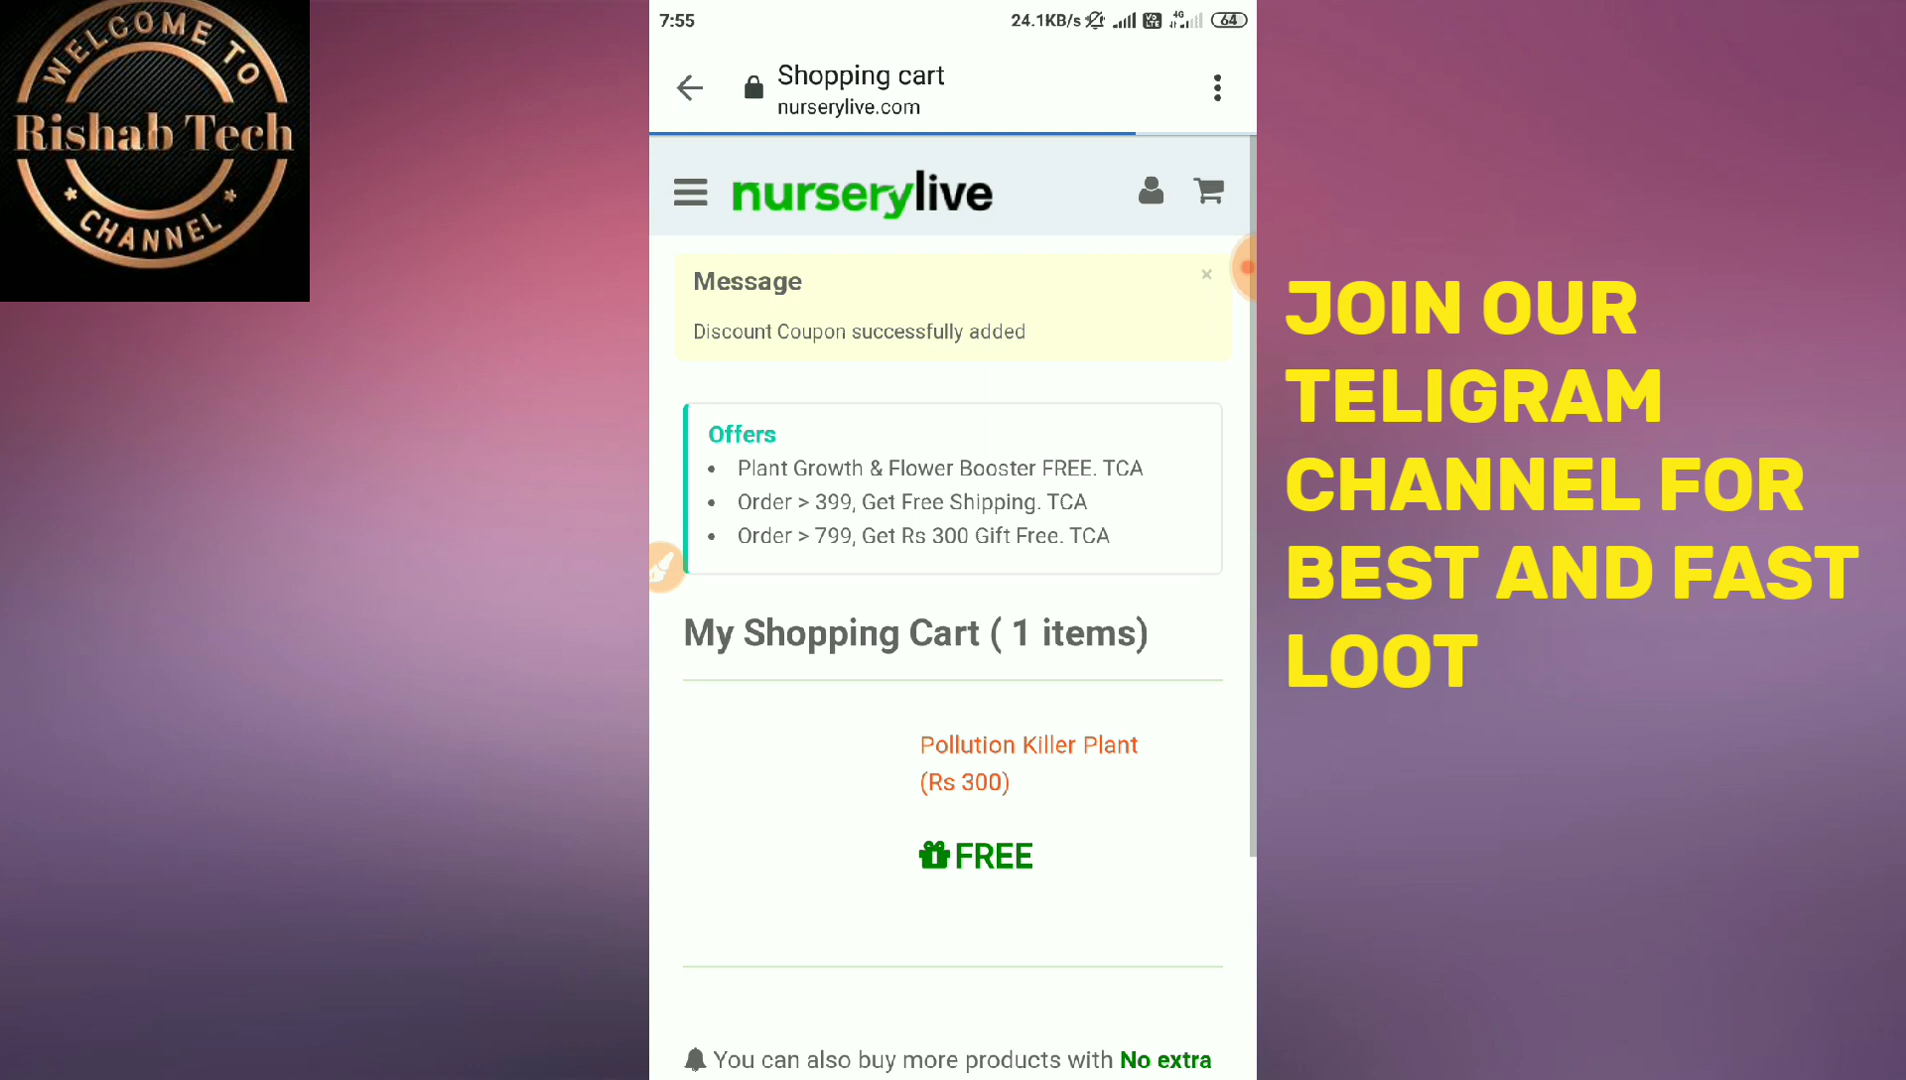 WELCOME TO
Rishab Tech
CHANNEL
7:55
24.1KB/s
Vo
LTE
4G
64
Shopping cart
nurserylive.com
nurserylive
Message
×
Discount Coupon successfully added
Offers
• Plant Growth & Flower Booster FREE. TCA
• Order > 399, Get Free Shipping. TCA
• Order > 799, Get Rs 300 Gift Free. TCA
My Shopping Cart ( 1 items)
Pollution Killer Plant
(Rs 300)
FREE
You can also buy more products with No extra
JOIN OUR
TELIGRAM
CHANNEL FOR
BEST AND FAST
LOOT